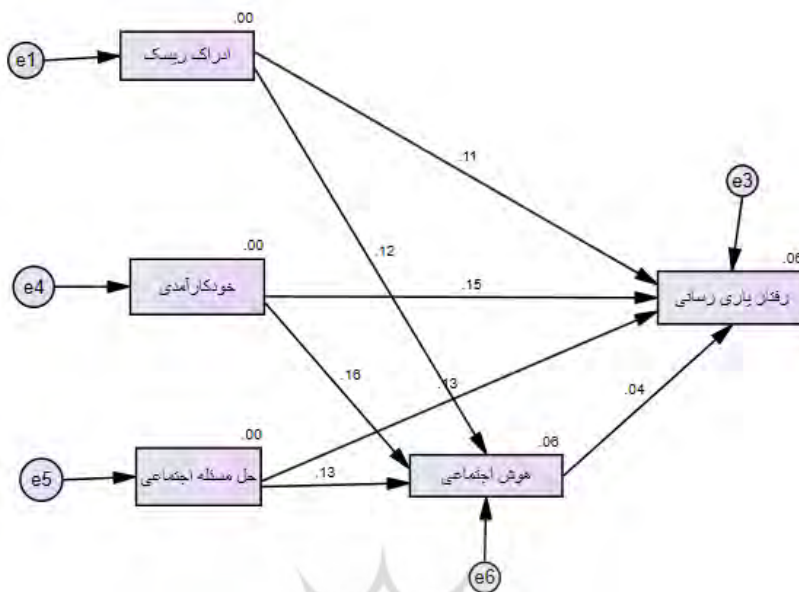 .00
e1
ادراک ریسک
.11
e3
.12
.00
.06
e4
خودکارآمدی
.15
رفتار یاری رسانی
.16
.13
.04
.00
.06
e5
حل مسئله اجتماعی
.13
هوش اجتماعی
e6